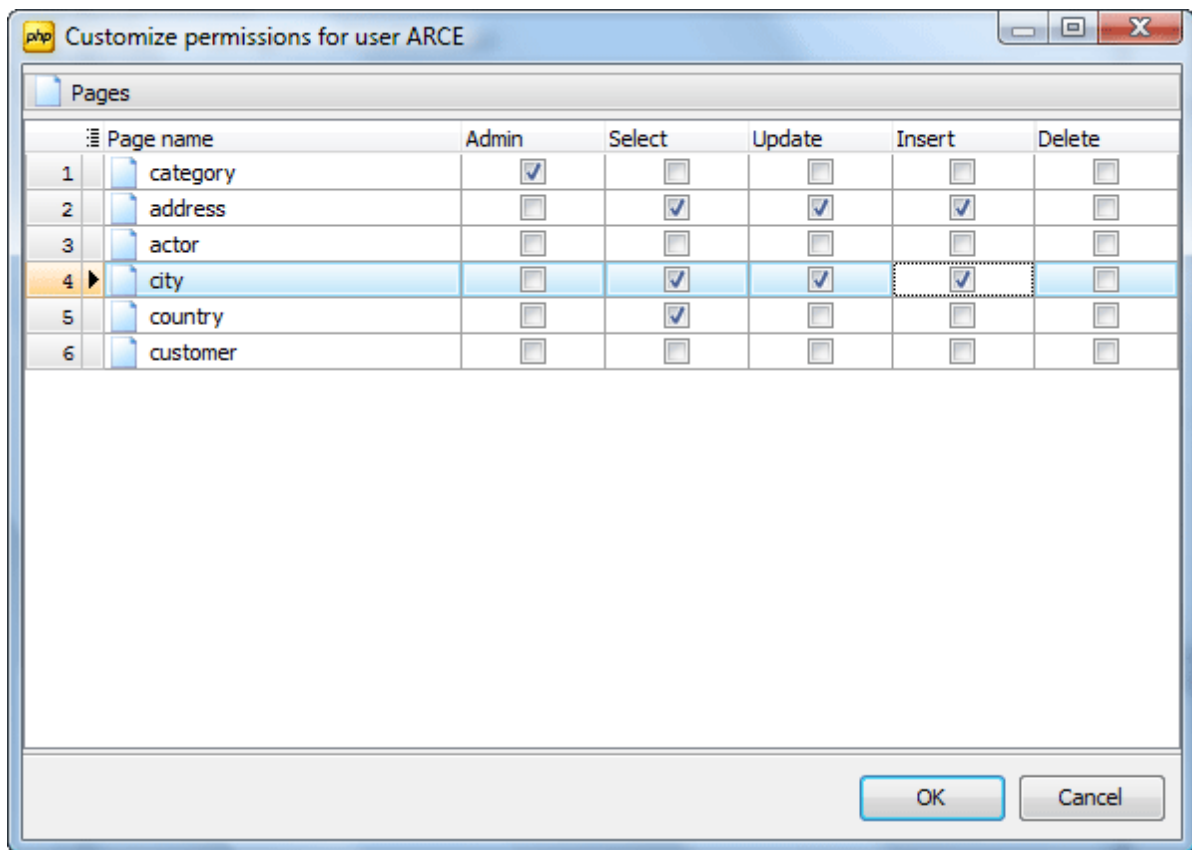 php Customize permissions for user ARCE
Pages
Page name Admin Select Update Insert Delete
1 category
2 address
3 actor
4 city
5 country
6 customer
OK Cancel